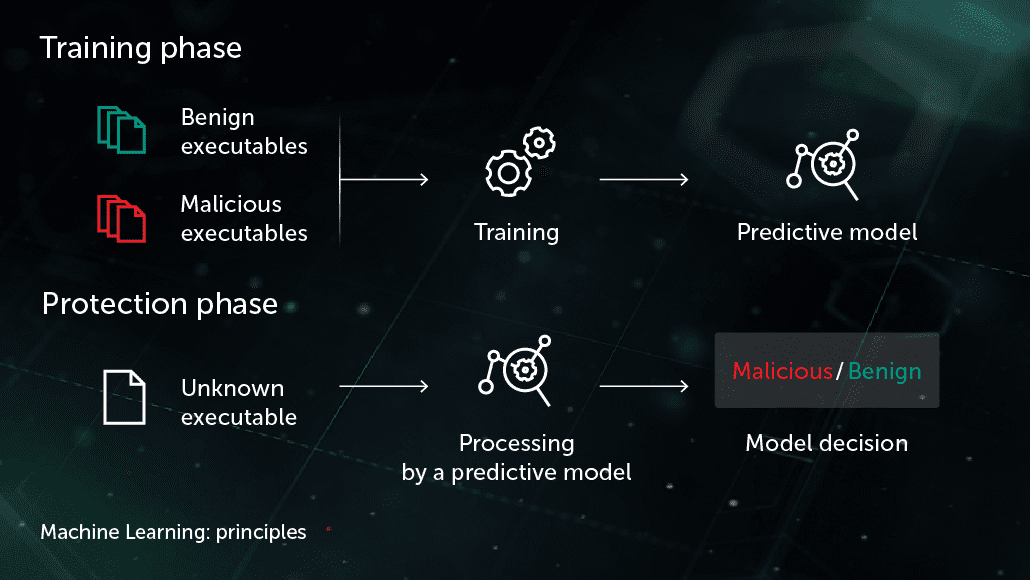 Training phase
Benign
executables
Malicious
executables
Training
Predictive model
Protection phase
Unknown
executable
Processing
by a predictive model
Malicious/Benign
Model decision
Machine Learning: principles